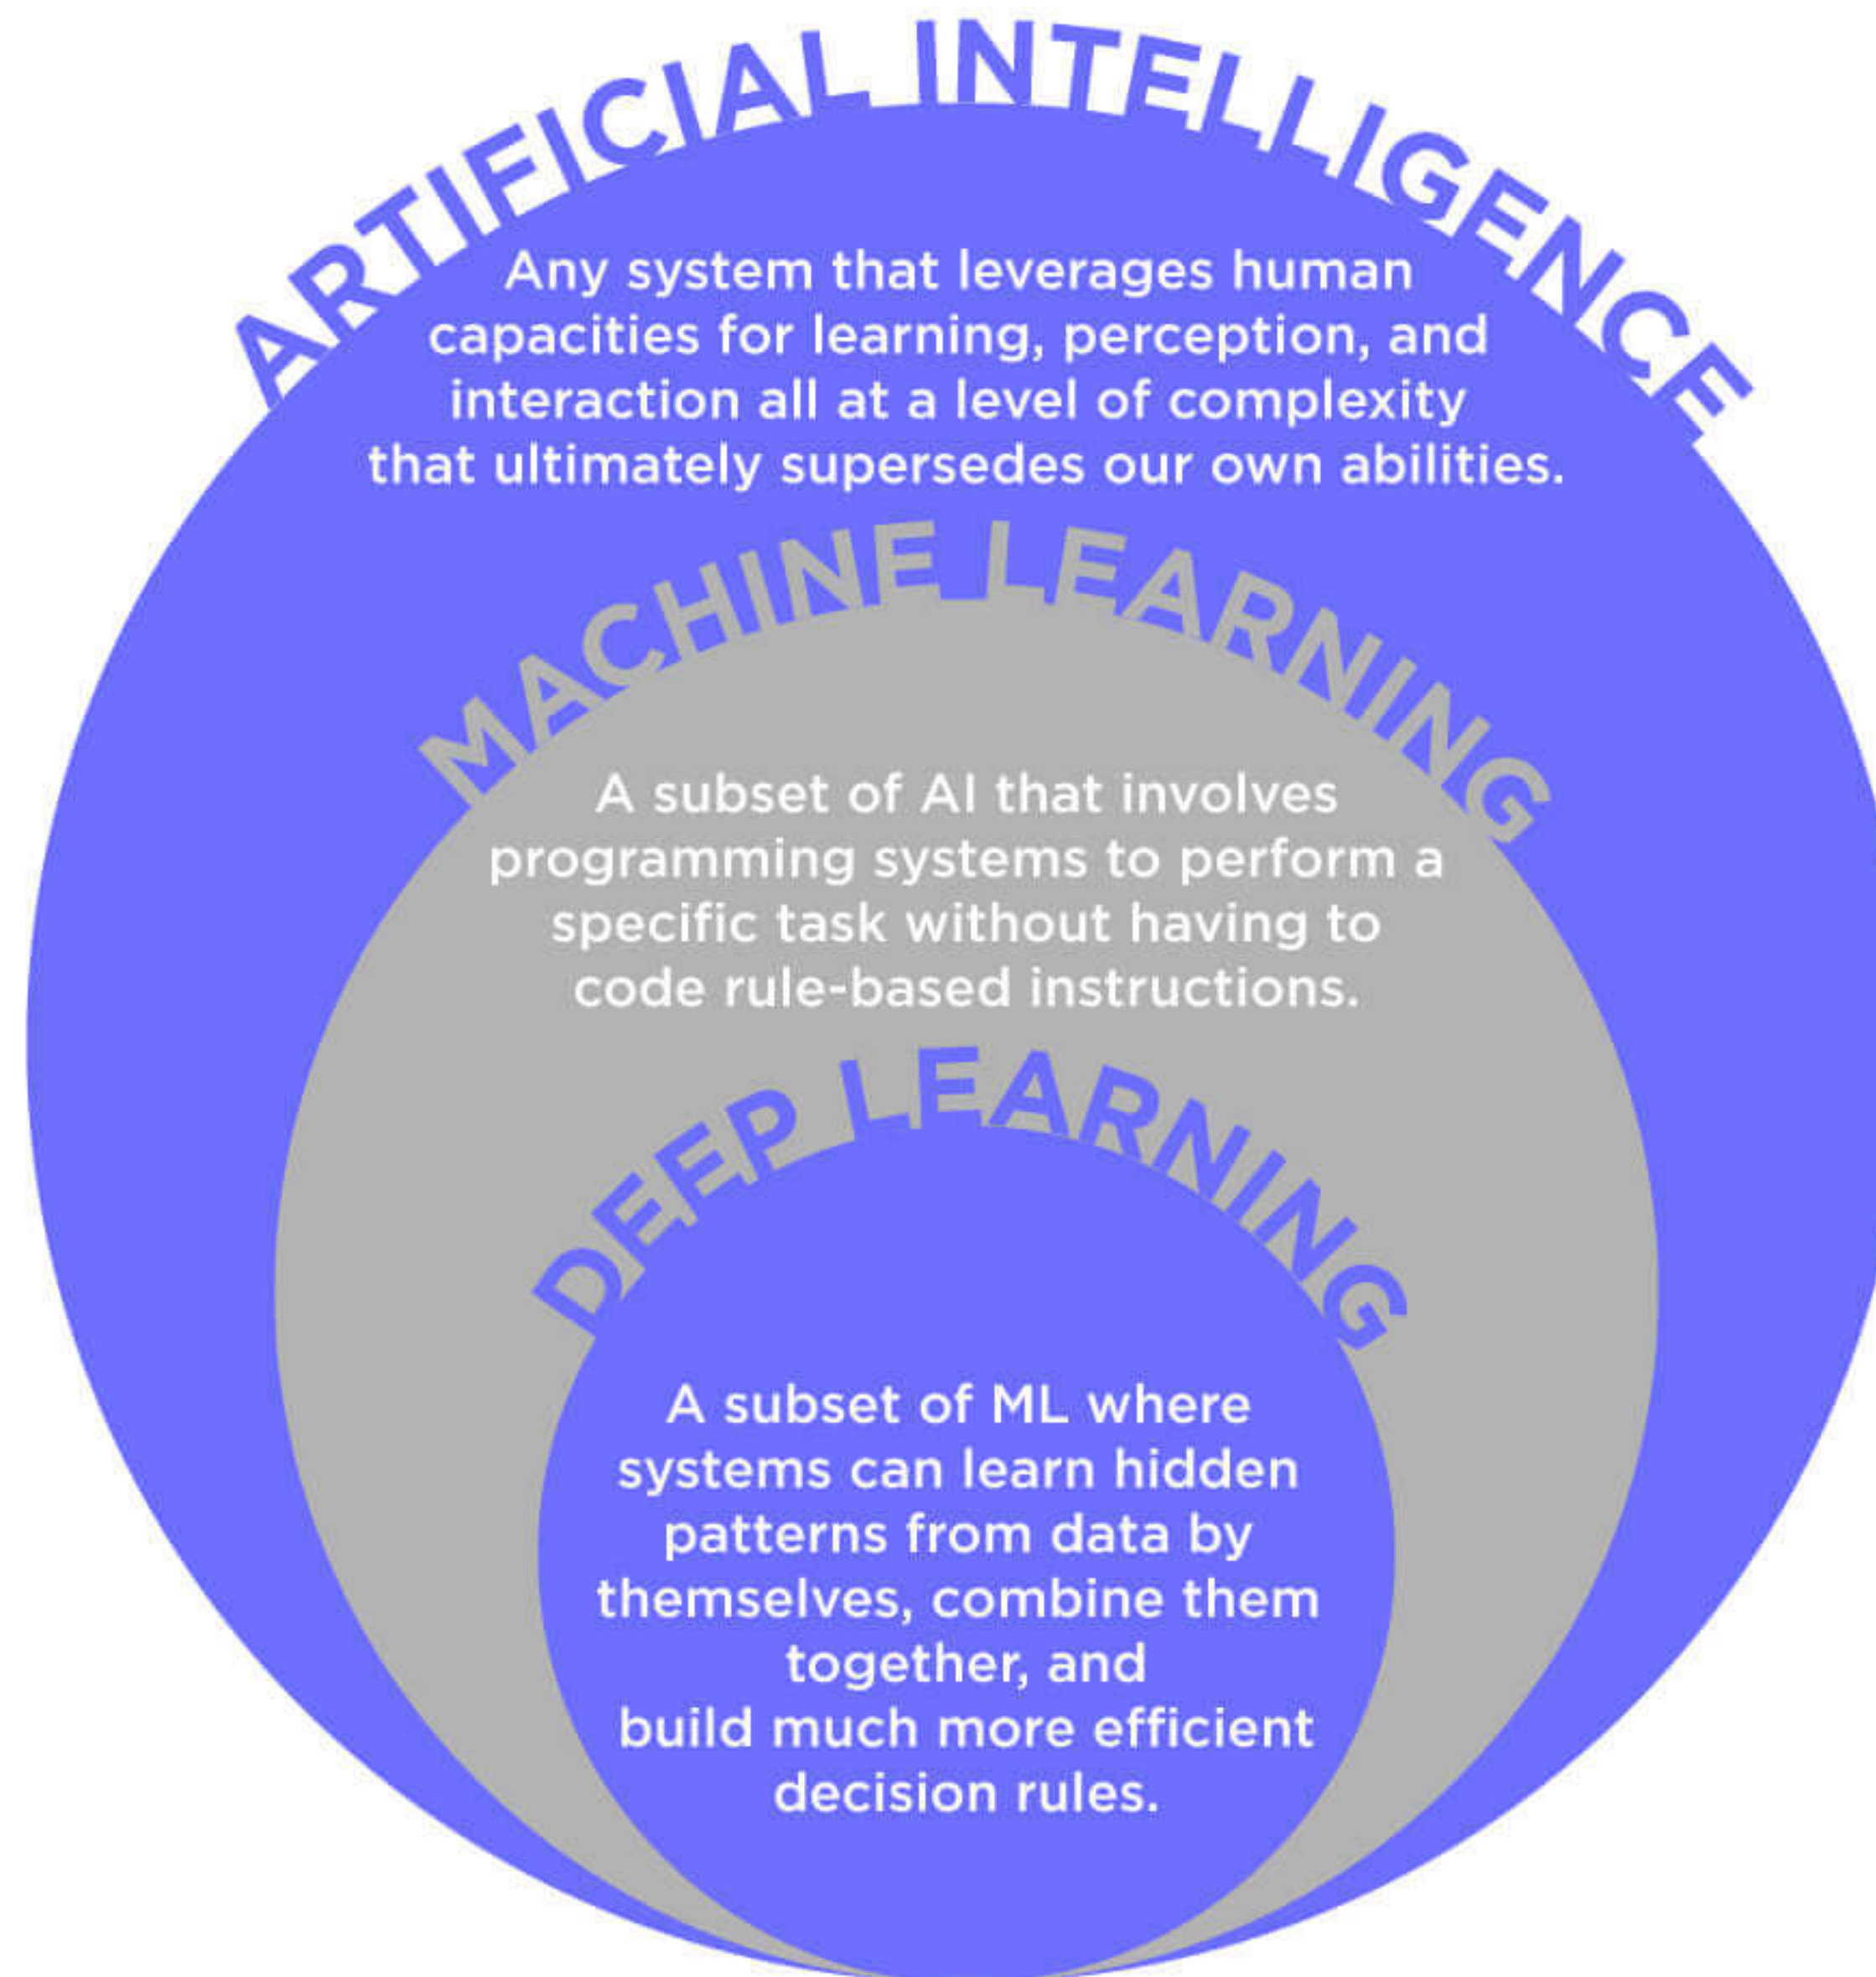 ARTIFICIAL INTELLIGENCE
Any system that leverages human
capacities for learning, perception, and
interaction all at a level of complexity
that ultimately supersedes our own abilities.
MACHINE LEARNING
A subset of AI that involves
programming systems to perform a
specific task without having to
code rule-based instructions.
DEEP LEARNING
A subset of ML where
systems can learn hidden
patterns from data by
themselves, combine them
together, and
build much more efficient
decision rules.